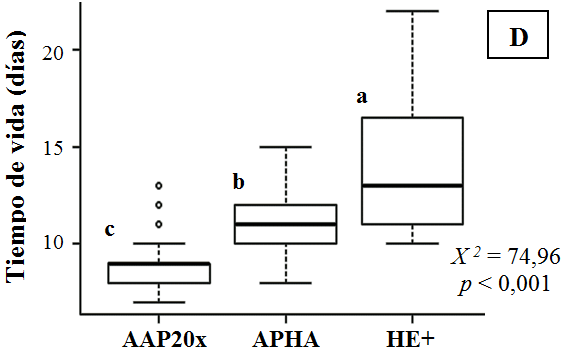 D
Tiempo de vida (días)
20
15
10
a
b
c
X² = 74,96
p < 0,001
AAP20x APHA HE+